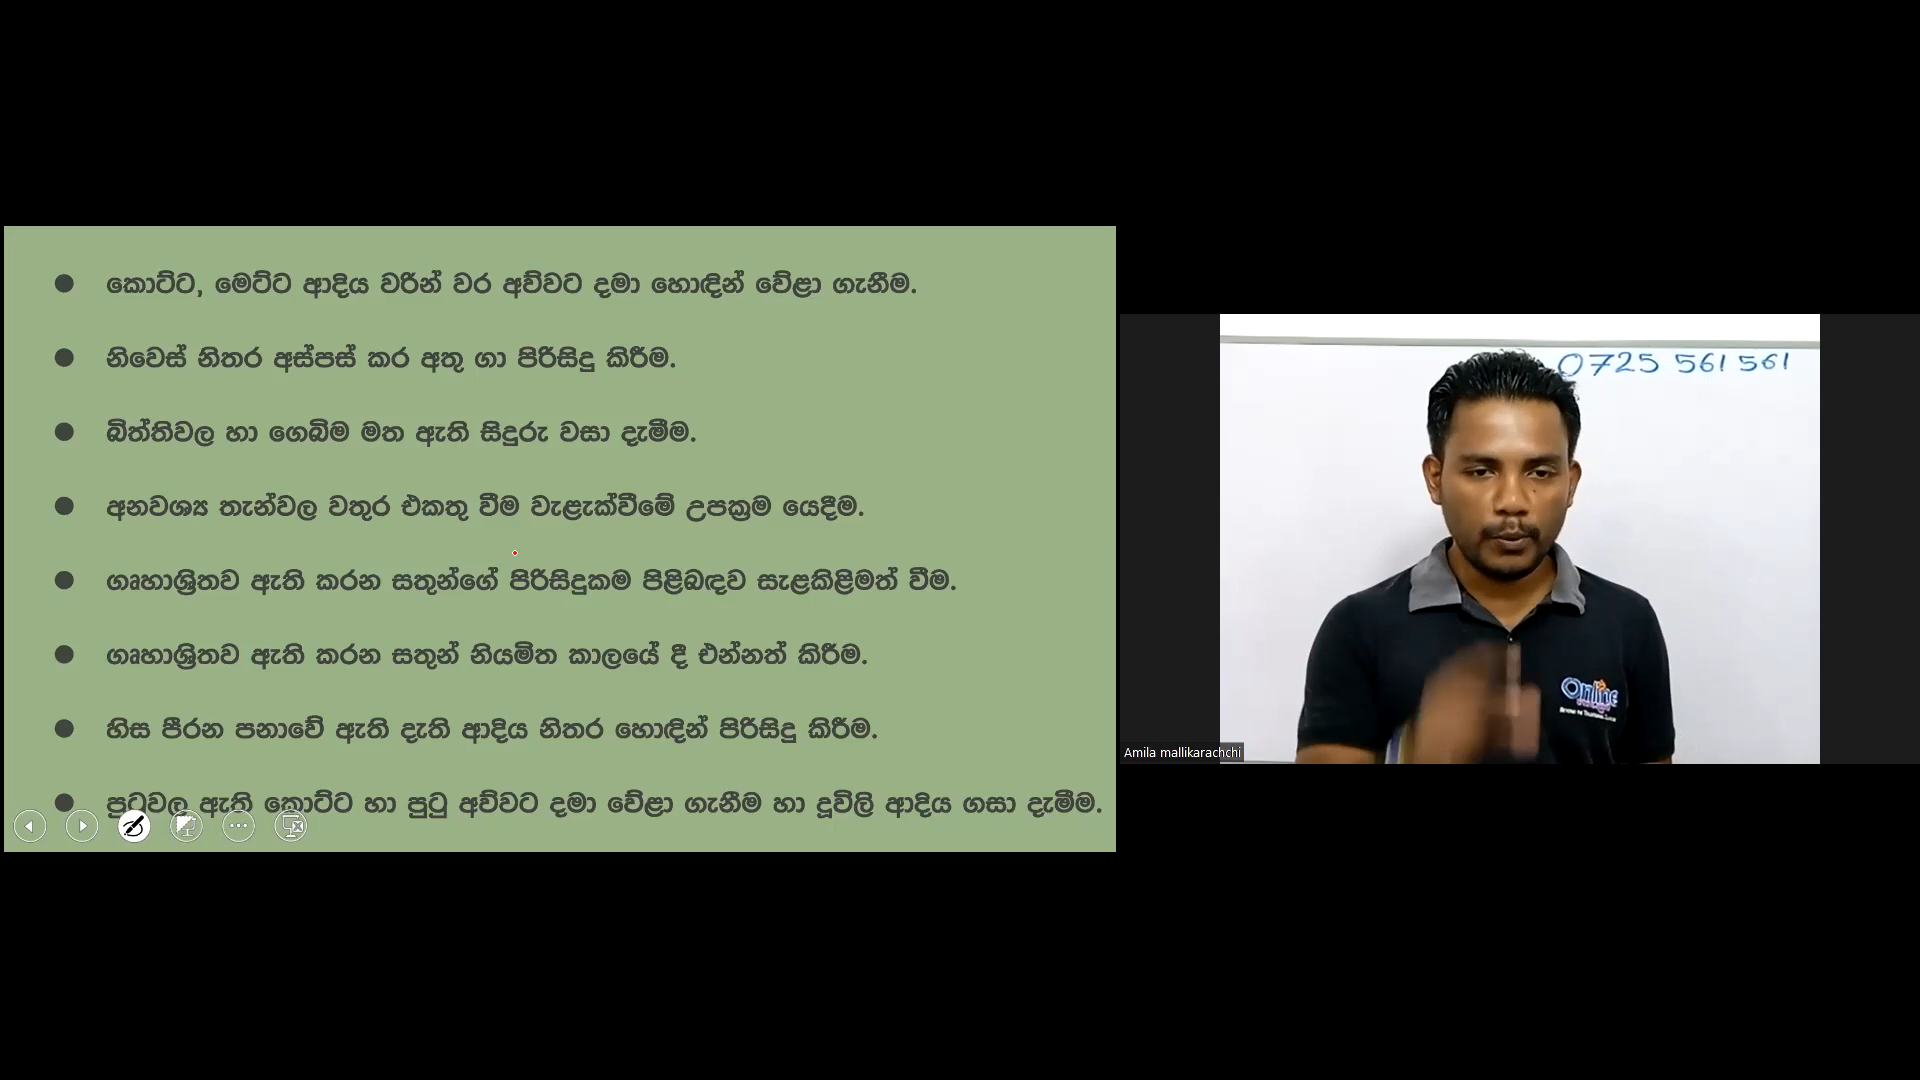 ● කොට්ට, මෙට්ට ආදිය වරින් වර අව්වට දමා හොඳින් වේළා ගැනීම.
● නිවෙස් නිතර අස්පස් කර අතු ගා පිරිසිදු කිරීම.
● බිත්තිවල හා ගෙබිම මත ඇති සිදුරු වසා දැමීම.
● අනවශ්‍ය තැන්වල වතුර එකතු වීම වැළැක්වීමේ උපක්‍රම යෙදීම.
● ගෘහාශ්‍රිතව ඇති කරන සතුන්ගේ පිරිසිදුකම පිළිබඳව සැළකිළිමත් වීම.
● ගෘහාශ්‍රිතව ඇති කරන සතුන් නියමිත කාලයේ දී එන්නත් කිරීම.
● හිස පීරන පනාවේ ඇති දැති ආදිය නිතර හොඳින් පිරිසිදු කිරීම.
● පුටුවල ඇති කොට්ට හා පුටු අව්වට දමා වේළා ගැනීම හා දූවිලි ආදිය ගසා දැමීම.
0725 561 561
Online
Amila mallikarachchi